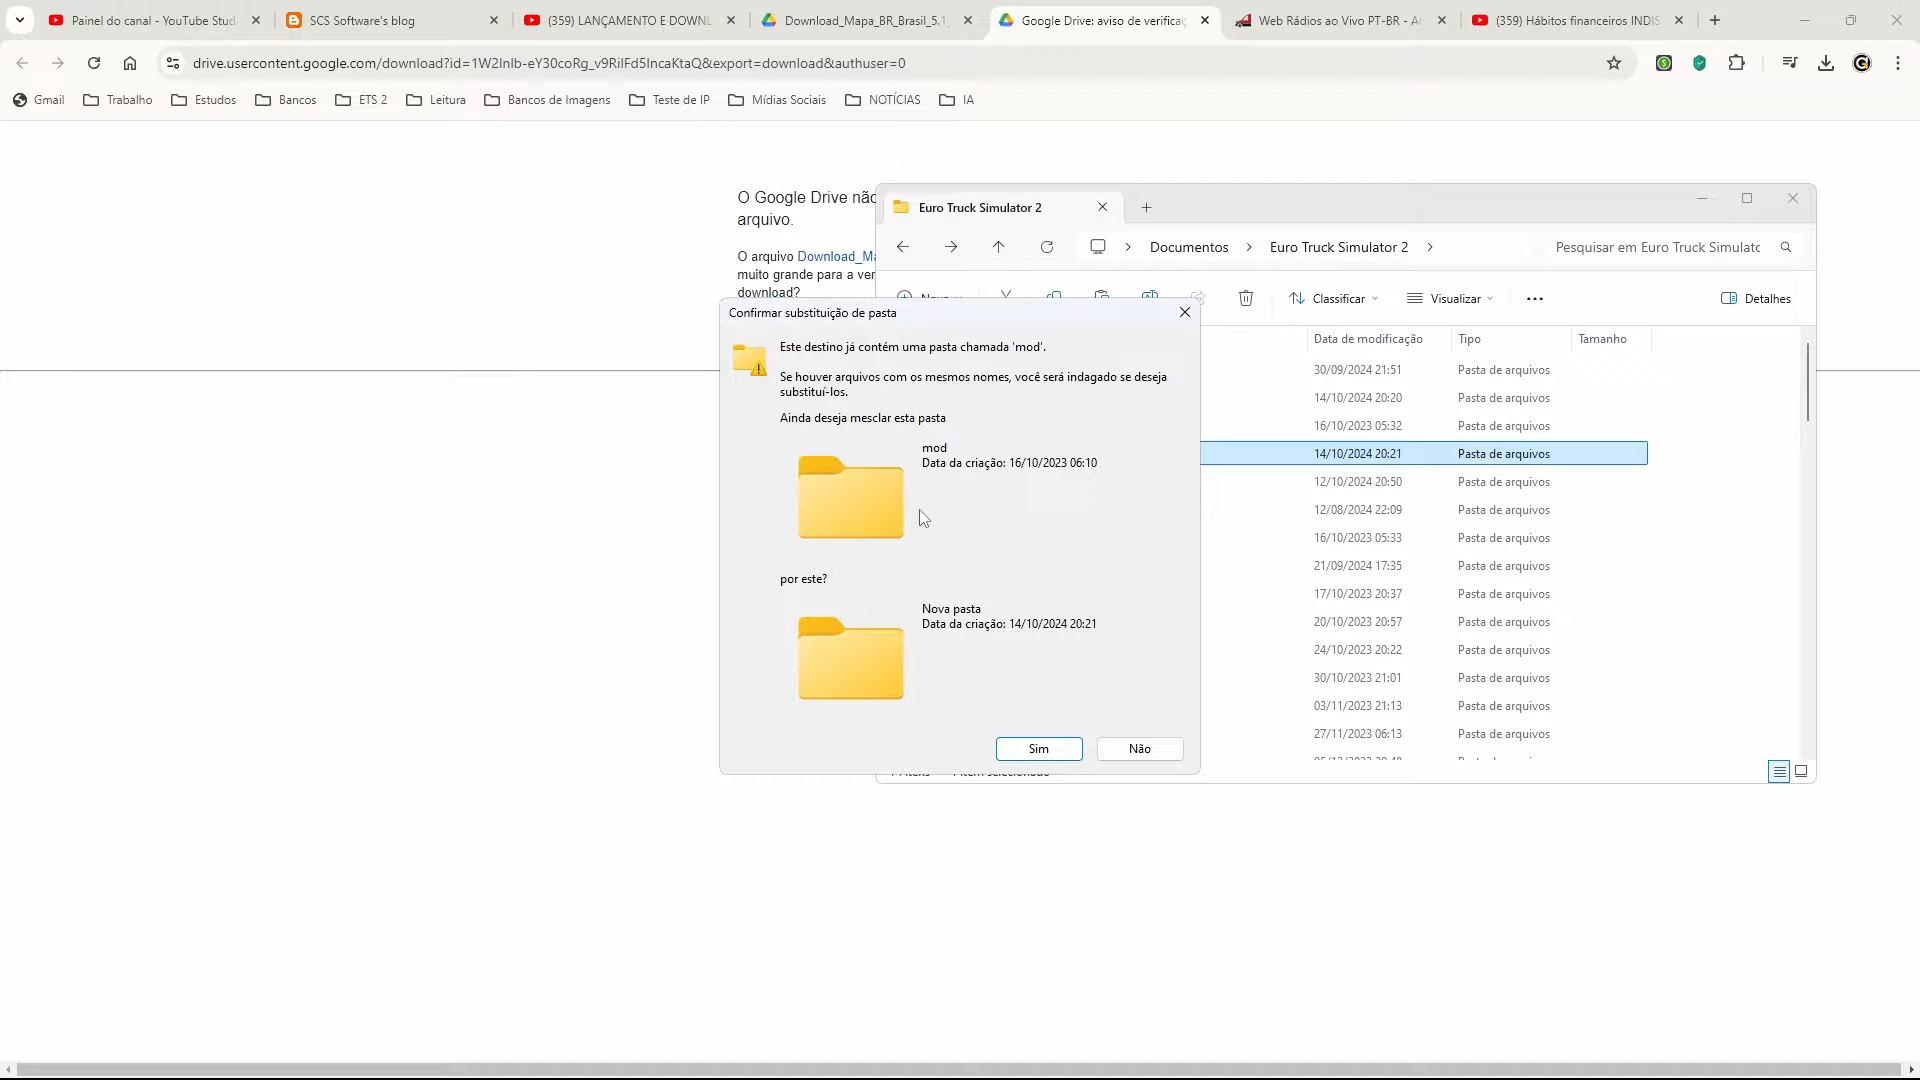 Painel do canal - YouTube Stud
SCS Software's blog
(359) LANÇAMENTO E DOWNL
Download_Mapa_BR_Brasil_5.1
Google Drive: aviso de verificaç
Web Rádios ao Vivo PT-BR - A
(359) Hábitos financeiros INDIS
drive.usercontent.google.com/download?id=1W2lnlb-eY30coRg_v9RilFd5lncaKtaQ&export=download&authuser=0
Gmail
Trabalho
Estudos
Bancos
ETS 2
Leitura
Bancos de Imagens
Teste de IP
Mídias Sociais
NOTÍCIAS
IA
O Google Drive não
arquivo.
O arquivo Download_Ma
muito grande para a ver
download?
Euro Truck Simulator 2
Documentos
Euro Truck Simulator 2
Pesquisar em Euro Truck Simulatc
Classificar
Visualizar
Detalhes
Data de modificação
Tipo
Tamanho
30/09/2024 21:51 Pasta de arquivos
14/10/2024 20:20 Pasta de arquivos
16/10/2023 05:32 Pasta de arquivos
14/10/2024 20:21 Pasta de arquivos
12/10/2024 20:50 Pasta de arquivos
12/08/2024 22:09 Pasta de arquivos
16/10/2023 05:33 Pasta de arquivos
21/09/2024 17:35 Pasta de arquivos
17/10/2023 20:37 Pasta de arquivos
20/10/2023 20:57 Pasta de arquivos
24/10/2023 20:22 Pasta de arquivos
30/10/2023 21:01 Pasta de arquivos
03/11/2023 21:13 Pasta de arquivos
27/11/2023 06:13 Pasta de arquivos
Confirmar substituição de pasta
Este destino já contém uma pasta chamada 'mod'.
Se houver arquivos com os mesmos nomes, você será indagado se deseja
substituí-los.
Ainda deseja mesclar esta pasta
mod
Data da criação: 16/10/2023 06:10
por este?
Nova pasta
Data da criação: 14/10/2024 20:21
Sim
Não